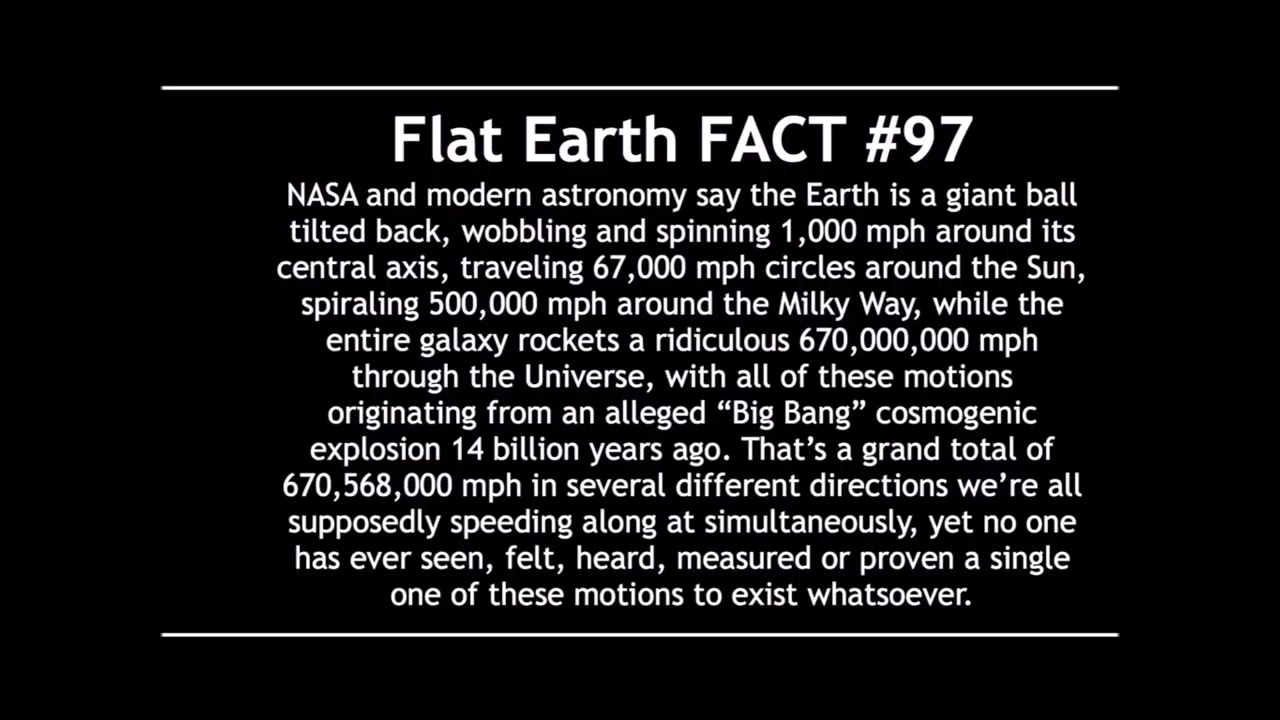 Flat Earth FACT #97
NASA and modern astronomy say the Earth is a giant ball
tilted back, wobbling and spinning 1,000 mph around its
central axis, traveling 67,000 mph circles around the Sun,
spiraling 500,000 mph around the Milky Way, while the
entire galaxy rockets a ridiculous 670,000,000 mph
through the Universe, with all of these motions
originating from an alleged “Big Bang” cosmogenic
explosion 14 billion years ago. That’s a grand total of
670,568,000 mph in several different directions we’re all
supposedly speeding along at simultaneously, yet no one
has ever seen, felt, heard, measured or proven a single
one of these motions to exist whatsoever.